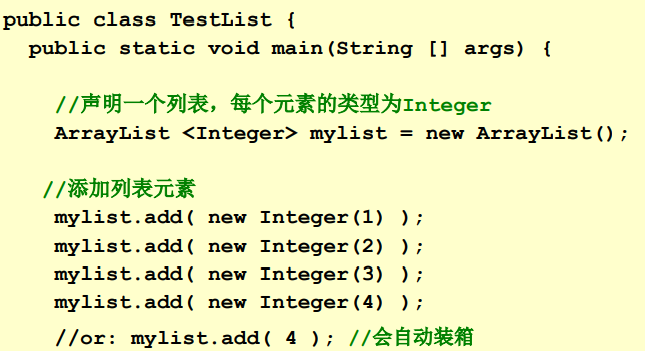 public class TestList {
public static void main(String [] args) {
//声明一个列表，每个元素的类型为Integer
ArrayList <Integer> mylist = new ArrayList();
//添加列表元素
mylist.add( new Integer(1) );
mylist.add( new Integer(2) );
mylist.add( new Integer(3) );
mylist.add( new Integer(4) );
//or: mylist.add( 4 ); //会自动装箱